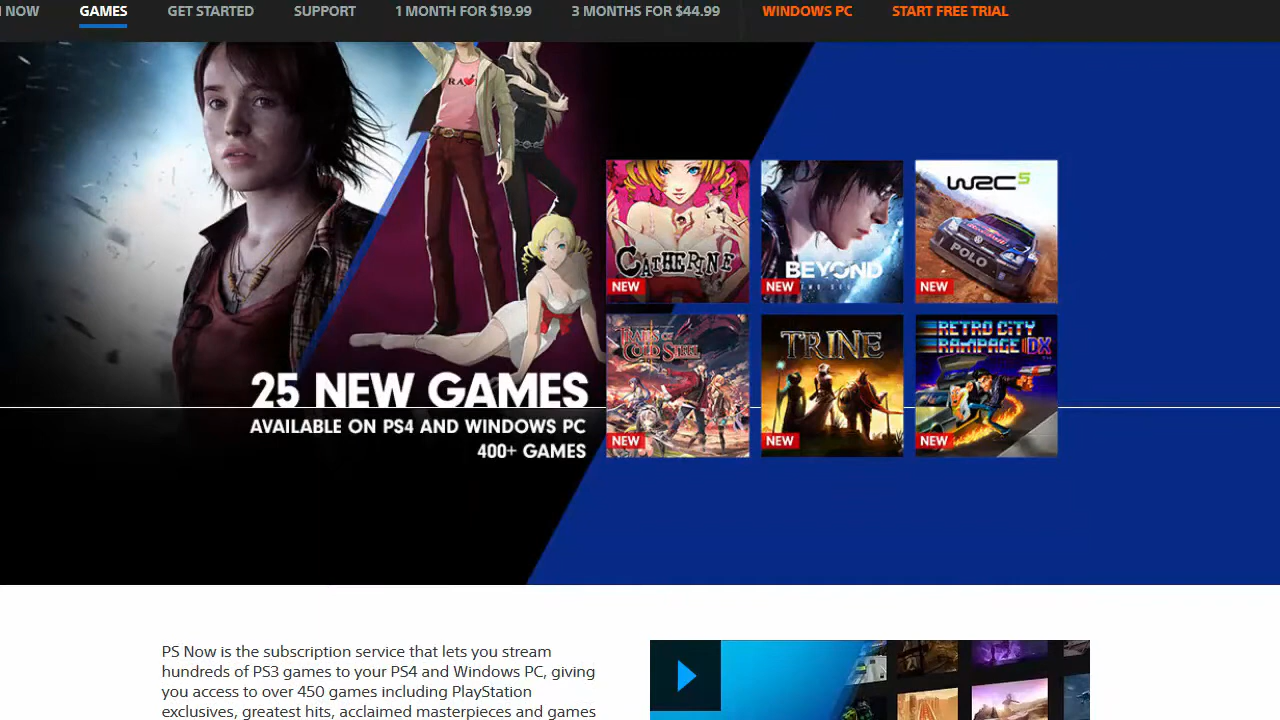 NOW
GAMES
GET STARTED
SUPPORT
1 MONTH FOR $19.99
3 MONTHS FOR $44.99
WINDOWS PC
START FREE TRIAL
25 NEW GAMES
AVAILABLE ON PS4 AND WINDOWS PC
400+ GAMES
CATHERINE
NEW
BEYOND
NEW
WRC 5
POLO
NEW
TRAILS OF
COLD STEEL
NEW
TRINE
NEW
RETRO CITY
RAMPAGE DX
NEW
PS Now is the subscription service that lets you stream
hundreds of PS3 games to your PS4 and Windows PC, giving
you access to over 450 games including PlayStation
exclusives, greatest hits, acclaimed masterpieces and games